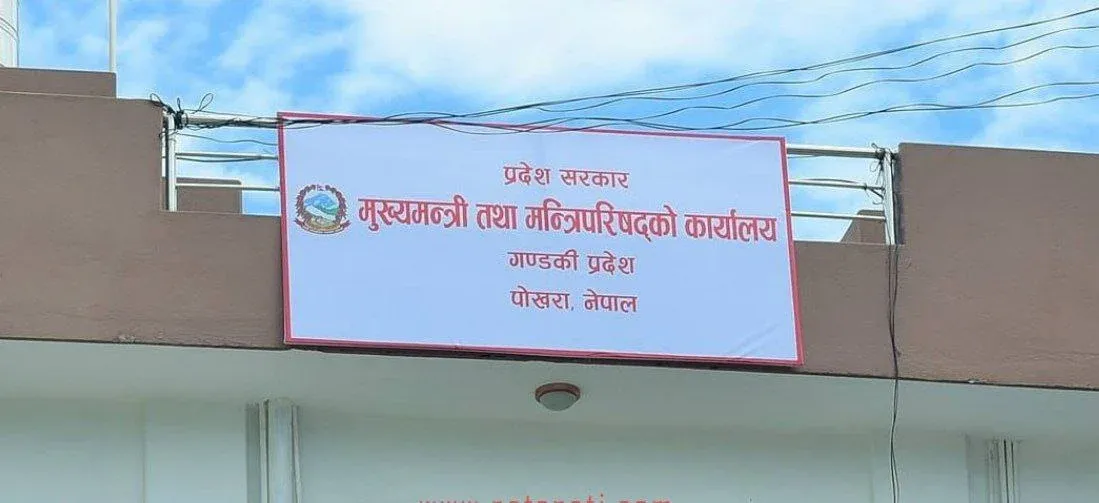 प्रदेश सरकार
मुख्यमन्त्री तथा मन्त्रिपरिषद्को कार्यालय
गण्डकी प्रदेश
पोखरा, नेपाल